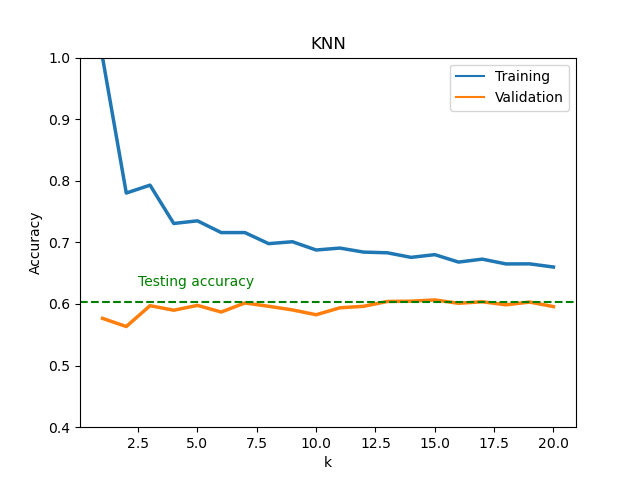 KNN
Training
Validation
Testing accuracy
Accuracy
1.0
0.9
0.8
0.7
0.6
0.5
0.4
2.5 5.0 7.5 10.0 12.5 15.0 17.5 20.0
k